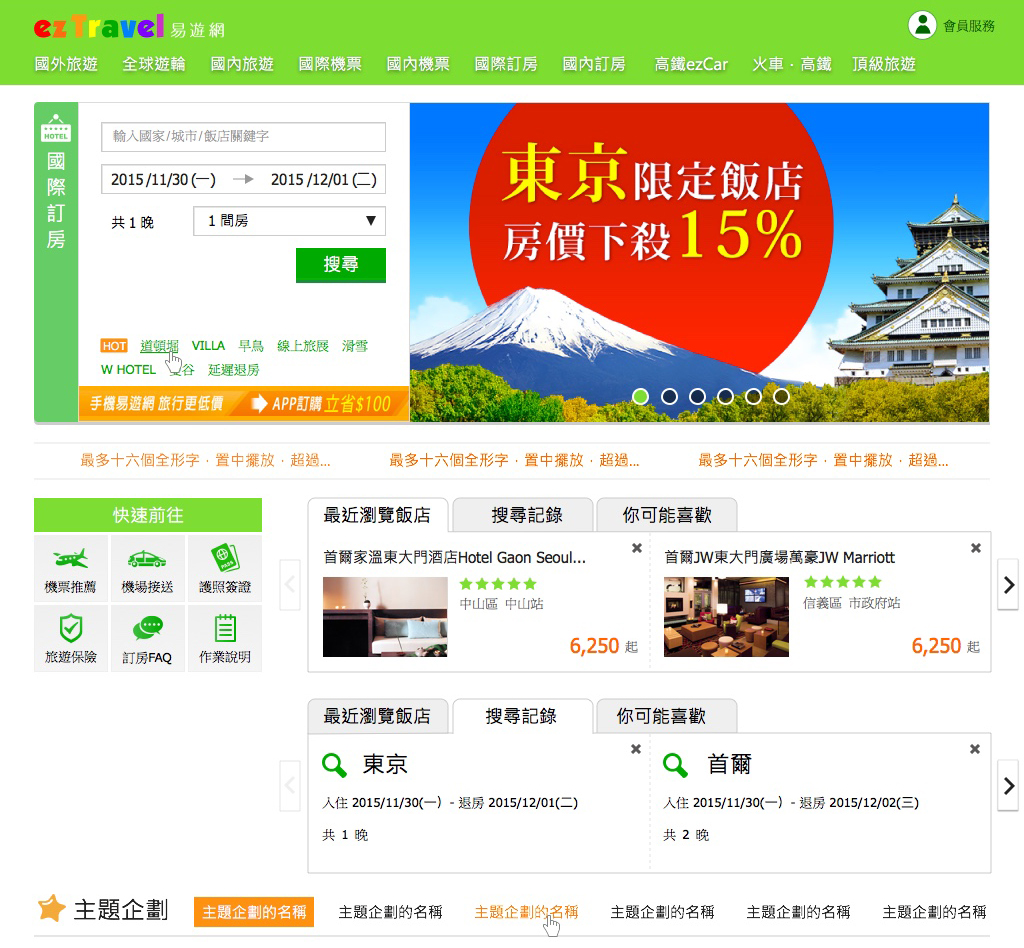 ezTravel 易遊網
會員服務
國外旅遊 全球遊輪 國內旅遊 國際機票 國內機票 國際訂房 國內訂房 高鐵ezCar 火車．高鐵 頂級旅遊
HOTEL
國際訂房
輸入國家/城市/飯店關鍵字
2015/11/30 (一) 2015/12/01 (二)
共 1 晚 1 間房 ▼
搜尋
HOT 道頓堀 VILLA 早鳥 線上旅展 滑雪
W HOTEL 谷 延遲退房
手機易遊網 旅行更低價 APP訂購立省$100
東京限定飯店
房價下殺15%
最多十六個全形字．置中擺放．超過... 最多十六個全形字．置中擺放．超過... 最多十六個全形字．置中擺放．超過...
快速前往
機票推薦 機場接送 護照簽證
旅遊保險 訂房FAQ 作業說明
最近瀏覽飯店 搜尋記錄 你可能喜歡
首爾家溫東大門酒店Hotel Gaon Seoul...
中山區 中山站
6,250 起
首爾JW東大門廣場萬豪JW Marriott
信義區 市政府站
6,250 起
最近瀏覽飯店 搜尋記錄 你可能喜歡
東京
入住 2015/11/30(一) - 退房 2015/12/01(二)
共 1 晚
首爾
入住 2015/11/30(一) - 退房 2015/12/02(三)
共 2 晚
主題企劃 主題企劃的名稱 主題企劃的名稱 主題企劃的名稱 主題企劃的名稱 主題企劃的名稱 主題企劃的名稱